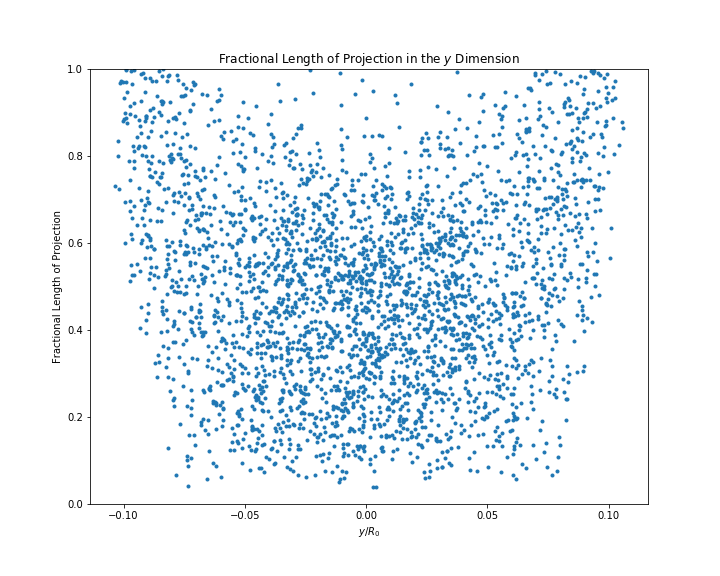 Fractional Length of Projection in the y Dimension
Fractional Length of Projection
1.0
0.8
0.6
0.4
0.2
0.0
−0.10 −0.05 0.00 0.05 0.10
y/R₀